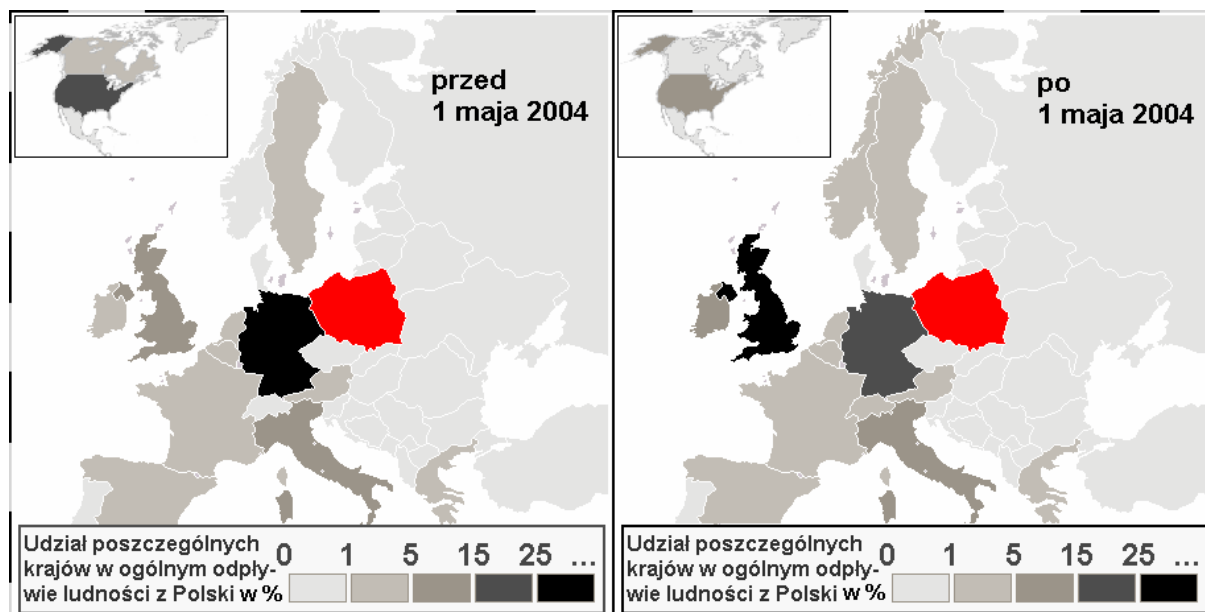 przed
1 maja 2004
Udział poszczególnych
krajów w ogólnym odpły-
wie ludności z Polski w %
0 1 5 15 25 ...
po
1 maja 2004
Udział poszczególnych
krajów w ogólnym odpły-
wie ludności z Polski w %
0 1 5 15 25 ...